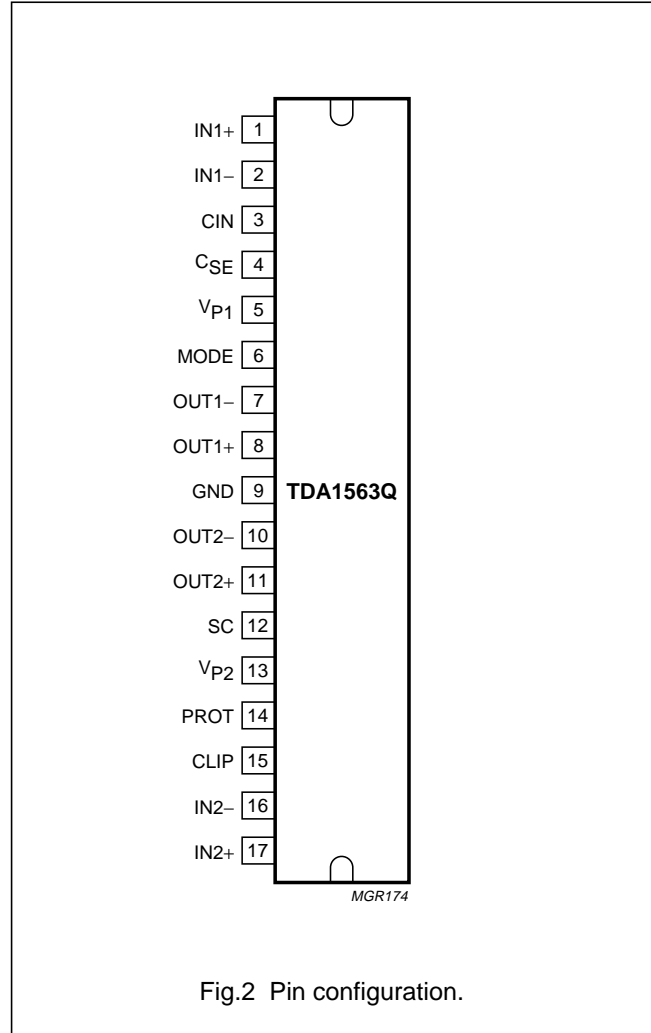 IN1+ 1
IN1− 2
CIN 3
CSE 4
VP1 5
MODE 6
OUT1− 7
OUT1+ 8
GND 9 TDA1563Q
OUT2− 10
OUT2+ 11
SC 12
VP2 13
PROT 14
CLIP 15
IN2− 16
IN2+ 17
MGR174
Fig.2 Pin configuration.